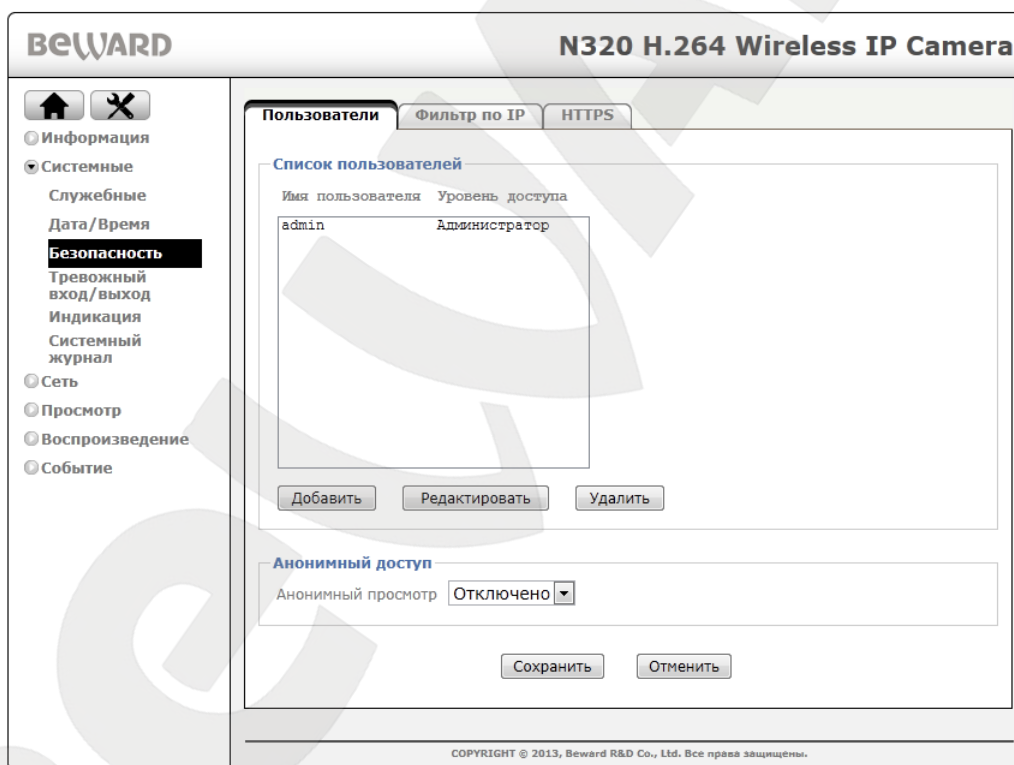 BEWARD
N320 H.264 Wireless IP Camera
Информация
Системные
Служебные
Дата/Время
Безопасность
Тревожный
вход/выход
Индикация
Системный
журнал
Сеть
Просмотр
Воспроизведение
Событие
Пользователи
Фильтр по IP
HTTPS
Список пользователей
Имя пользователя Уровень доступа
admin Администратор
Добавить
Редактировать
Удалить
Анонимный доступ
Анонимный просмотр Отключено
Сохранить
Отменить
COPYRIGHT © 2013, Beward R&D Co., Ltd. Все права защищены.